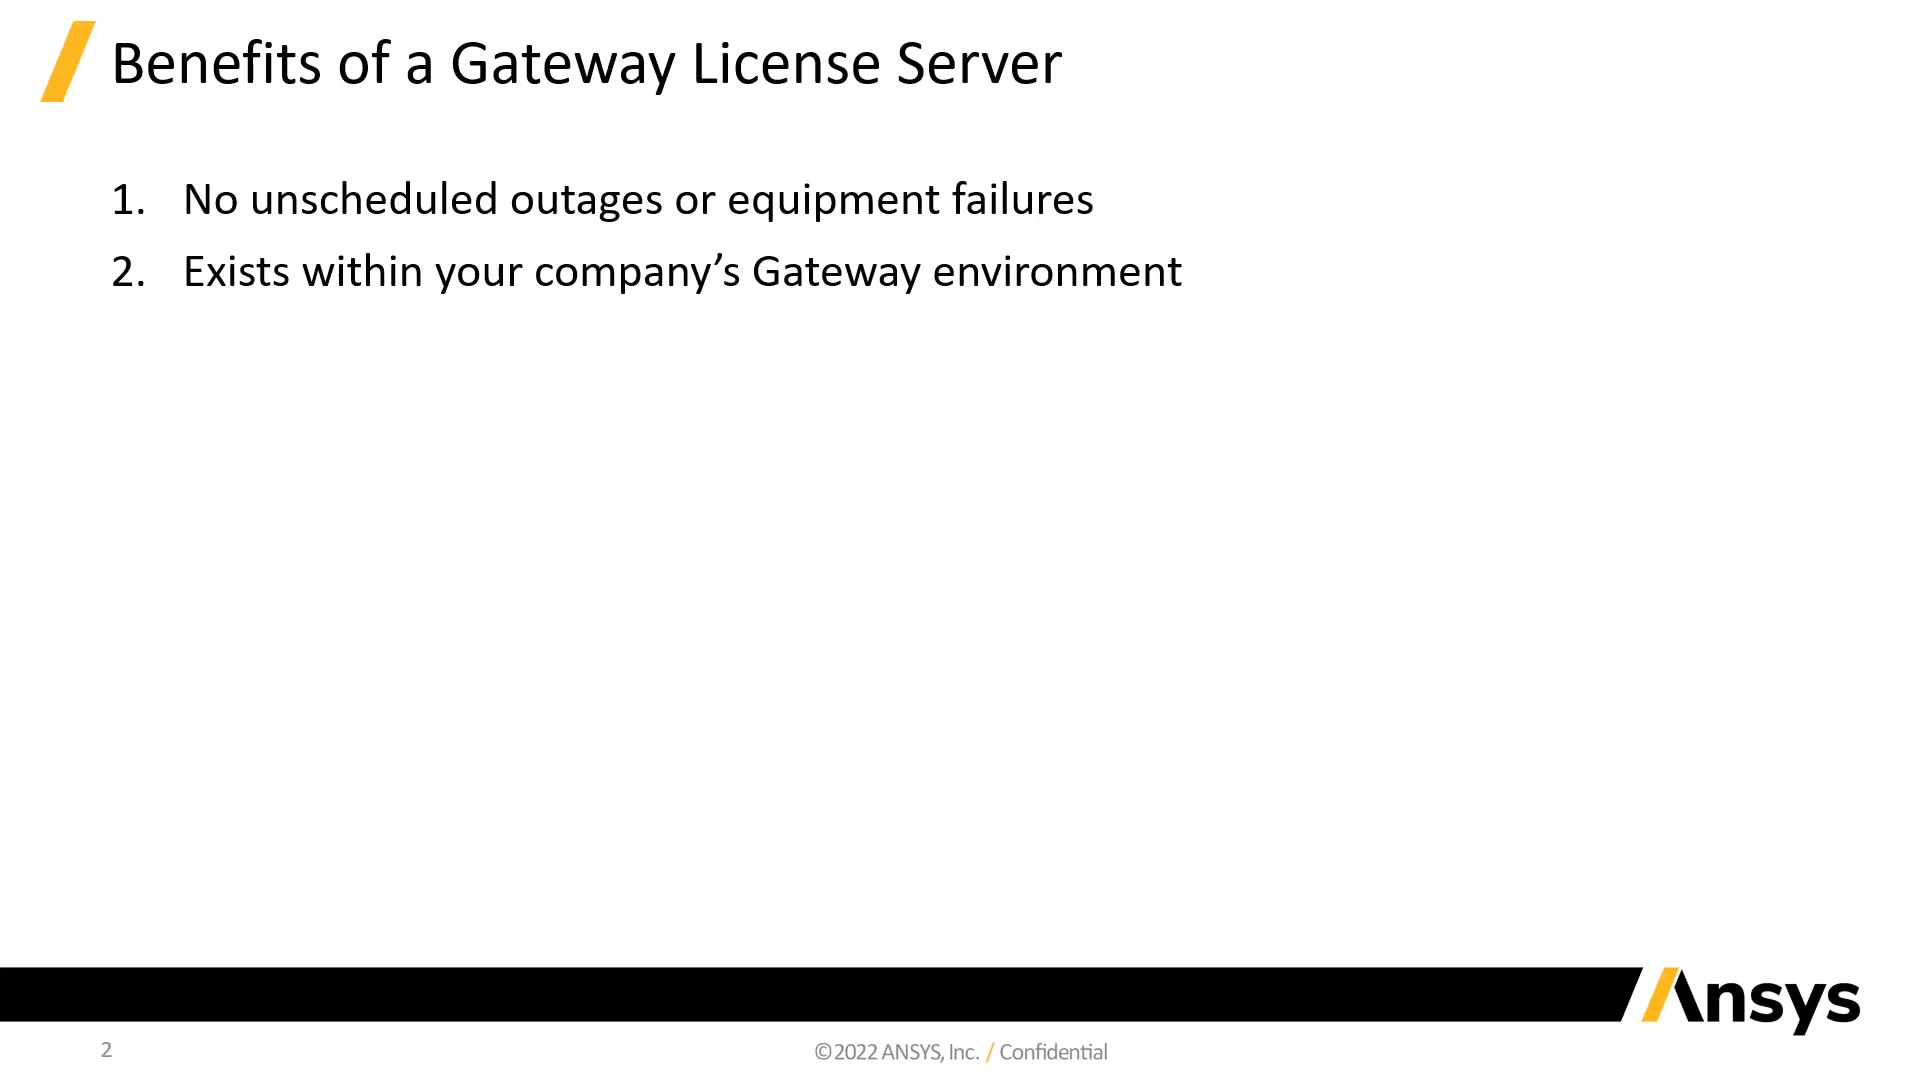 Benefits of a Gateway License Server
1. No unscheduled outages or equipment failures
2. Exists within your company’s Gateway environment
Ansys
2
©2022 ANSYS, Inc. / Confidential